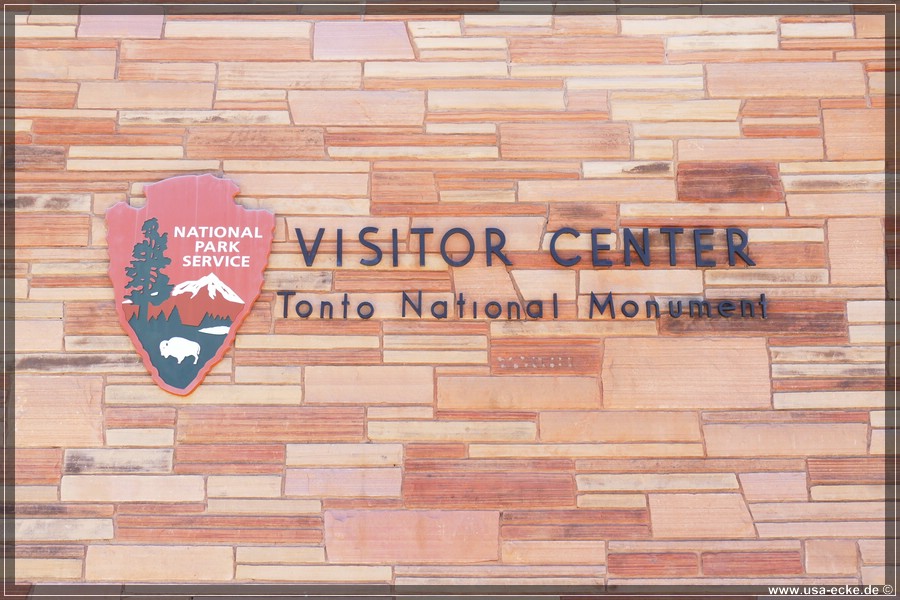 NATIONAL
PARK
SERVICE
VISITOR CENTER
Tonto National Monument
www.usa-ecke.de ©